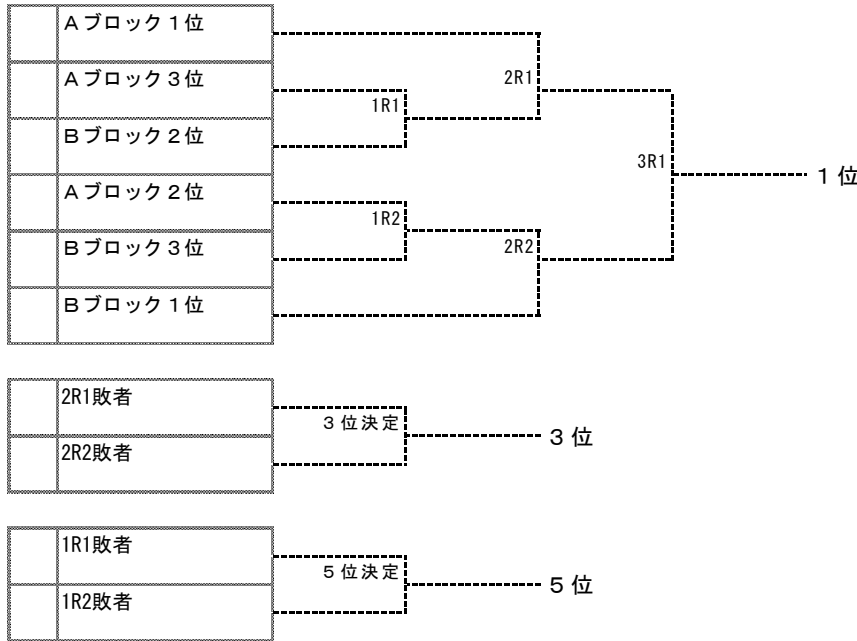 Aブロック1位
2R1
Aブロック3位
1R1
Bブロック2位
3R1
1位
Aブロック2位
1R2
Bブロック3位
2R2
Bブロック1位
2R1敗者
3位決定
3位
2R2敗者
1R1敗者
5位決定
5位
1R2敗者